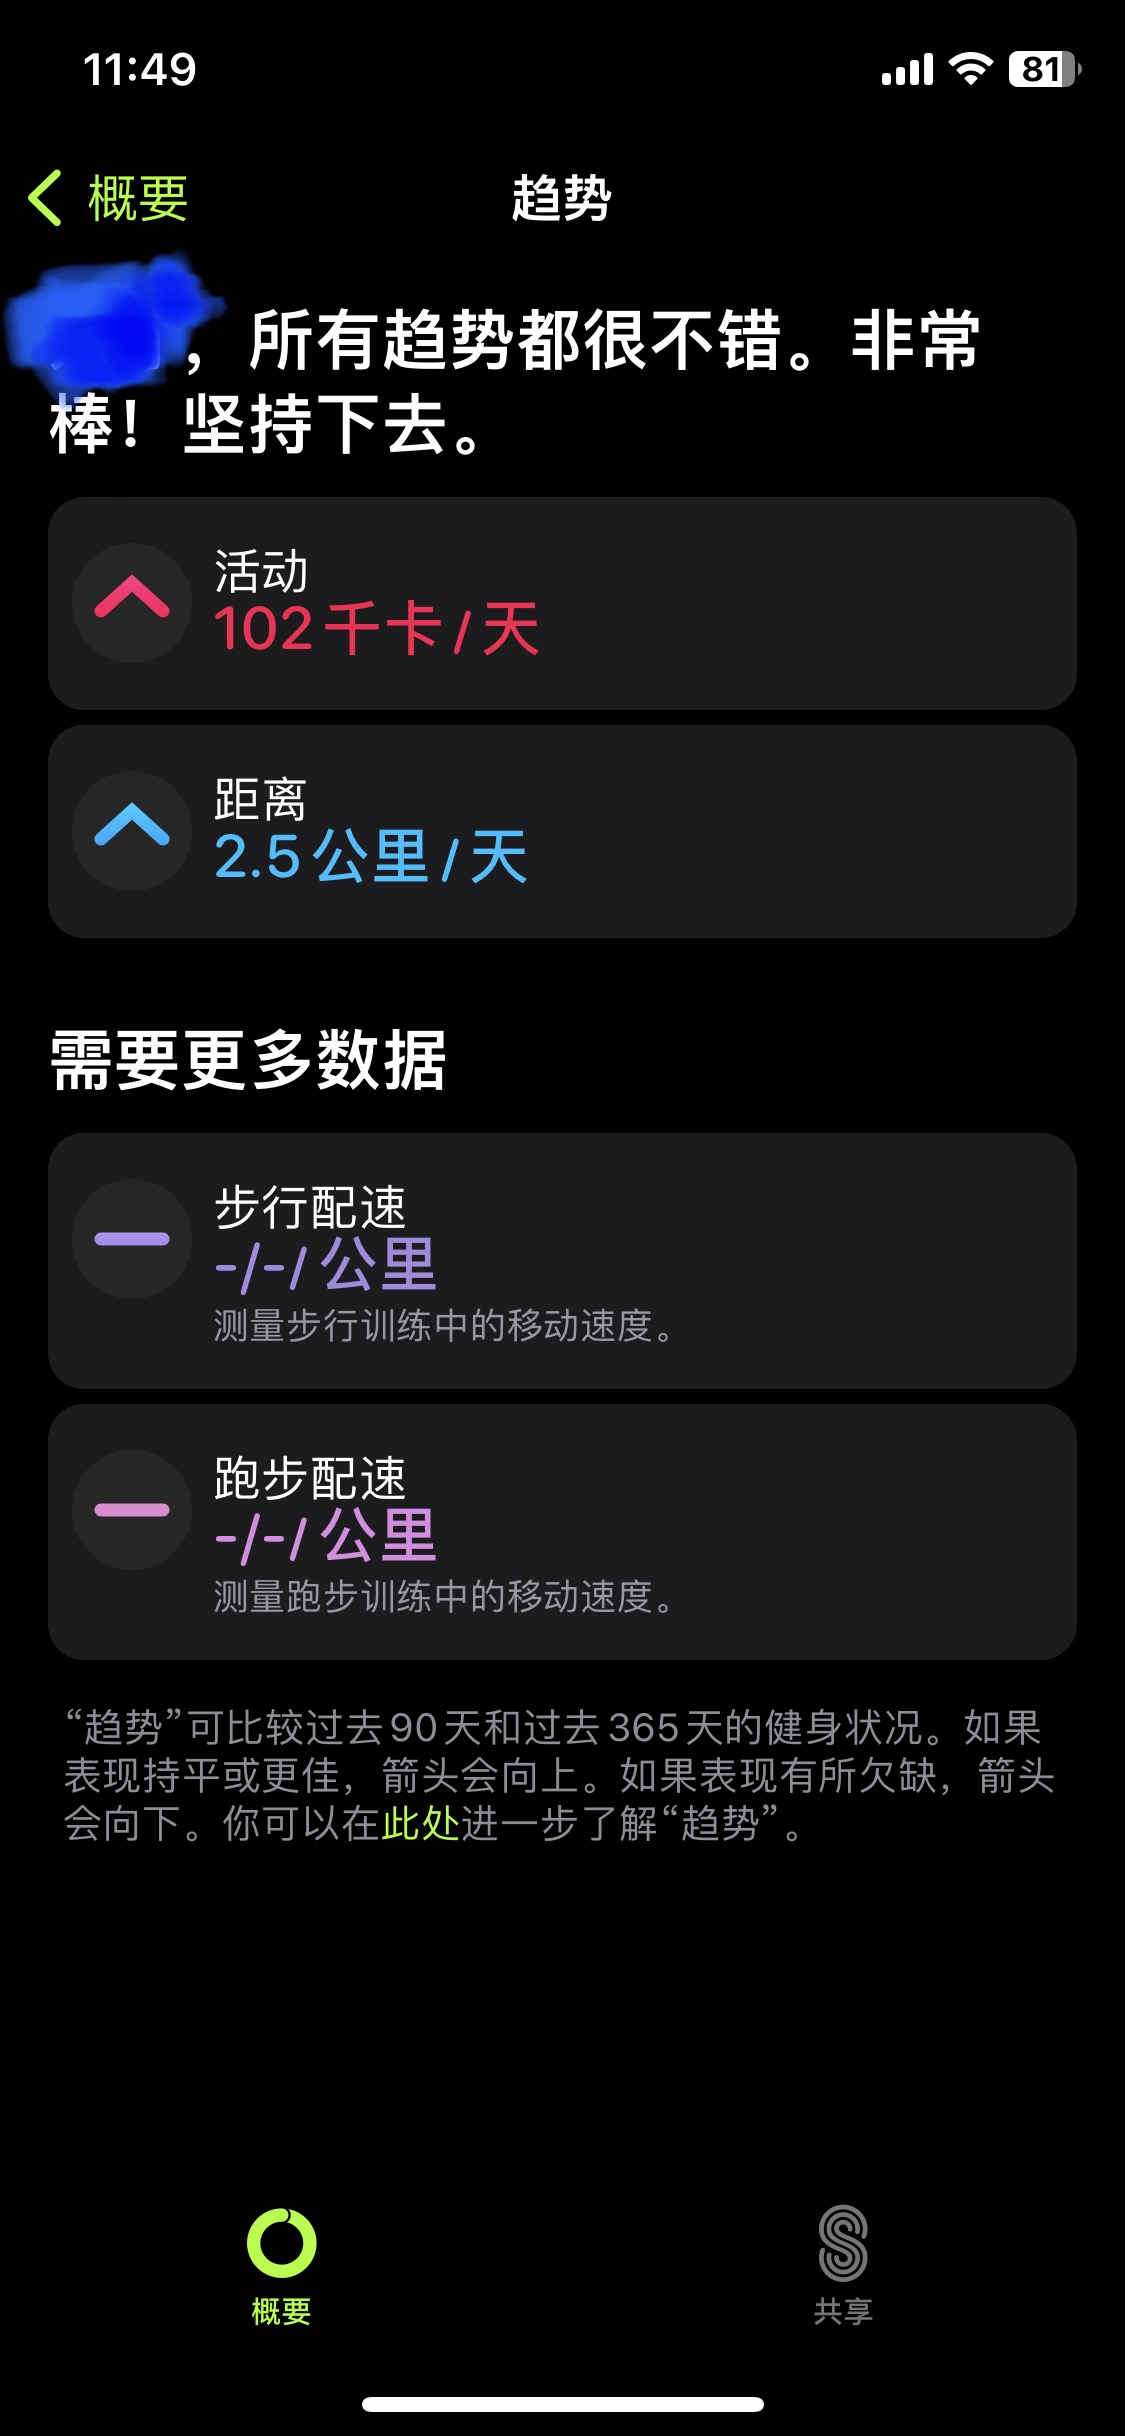 11:49
81
概要
趋势
，所有趋势都很不错。非常
棒！坚持下去。
活动
102千卡/天
距离
2.5公里/天
需要更多数据
步行配速
-/-/公里
测量步行训练中的移动速度。
跑步配速
-/-/公里
测量跑步训练中的移动速度。
“趋势”可比较过去90天和过去365天的健身状况。如果
表现持平或更佳，箭头会向上。如果表现有所欠缺，箭头
会向下。你可以在此处进一步了解“趋势”。
概要
共享